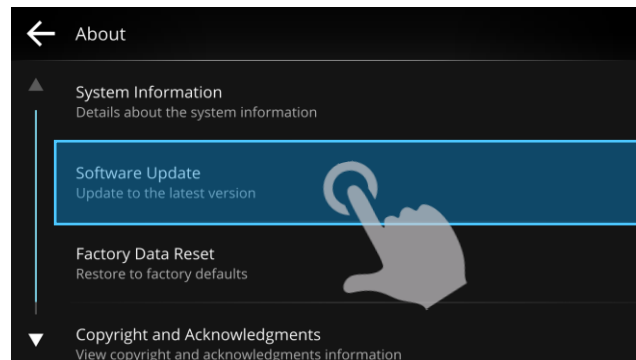 About
System Information
Details about the system information
Software Update
Update to the latest version
Factory Data Reset
Restore to factory defaults
Copyright and Acknowledgments
View copyright and acknowledgments information